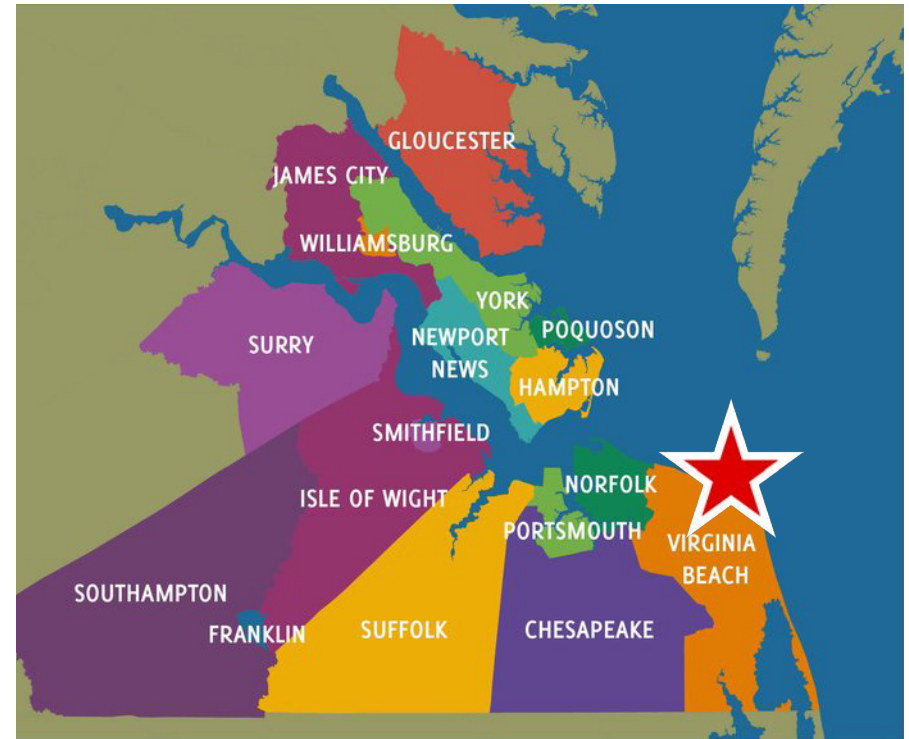 GLOUCESTER
JAMES CITY
WILLIAMSBURG
YORK
POQUOSON
SURRY
NEWPORT
NEWS
HAMPTON
SMITHFIELD
ISLE OF WIGHT
NORFOLK
PORTSMOUTH
VIRGINIA
BEACH
SOUTHAMPTON
FRANKLIN
SUFFOLK
CHESAPEAKE